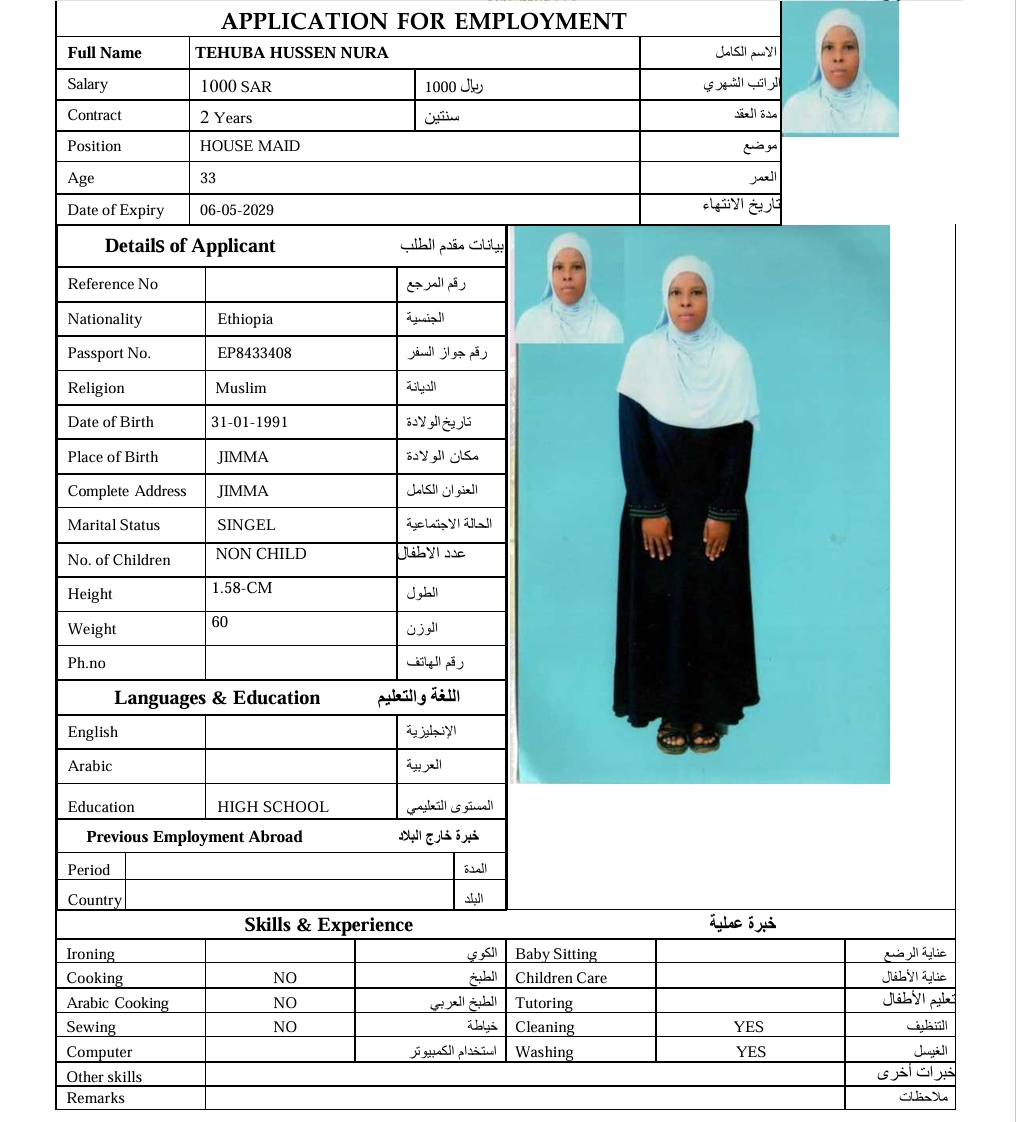 APPLICATION FOR EMPLOYMENT
Full Name TEHUBA HUSSEN NURA الاسم الكامل
Salary 1000 SAR 1000 ريال الراتب الشهري
Contract 2 Years سنتين مدة العقد
Position HOUSE MAID موضع
Age 33 العمر
Date of Expiry 06-05-2029 تاريخ الانتهاء
Details of Applicant بيانات مقدم الطلب
Reference No رقم المرجع
Nationality Ethiopia الجنسية
Passport No. EP8433408 رقم جواز السفر
Religion Muslim الديانة
Date of Birth 31-01-1991 تاريخ الولادة
Place of Birth JIMMA مكان الولادة
Complete Address JIMMA العنوان الكامل
Marital Status SINGEL الحالة الاجتماعية
No. of Children NON CHILD عدد الاطفال
Height 1.58-CM الطول
Weight 60 الوزن
Ph.no رقم الهاتف
Languages & Education اللغة والتعليم
English الإنجليزية
Arabic العربية
Education HIGH SCHOOL المستوى التعليمي
Previous Employment Abroad خبرة خارج البلاد
Period المدة
Country البلد
Skills & Experience خبرة عملية
Ironing الكوي Baby Sitting عناية الرضع
Cooking NO الطبخ Children Care عناية الأطفال
Arabic Cooking NO الطبخ العربي Tutoring تعليم الأطفال
Sewing NO خياطة Cleaning YES التنظيف
Computer استخدام الكمبيوتر Washing YES الغيسل
Other skills خبرات أخرى
Remarks ملاحظات